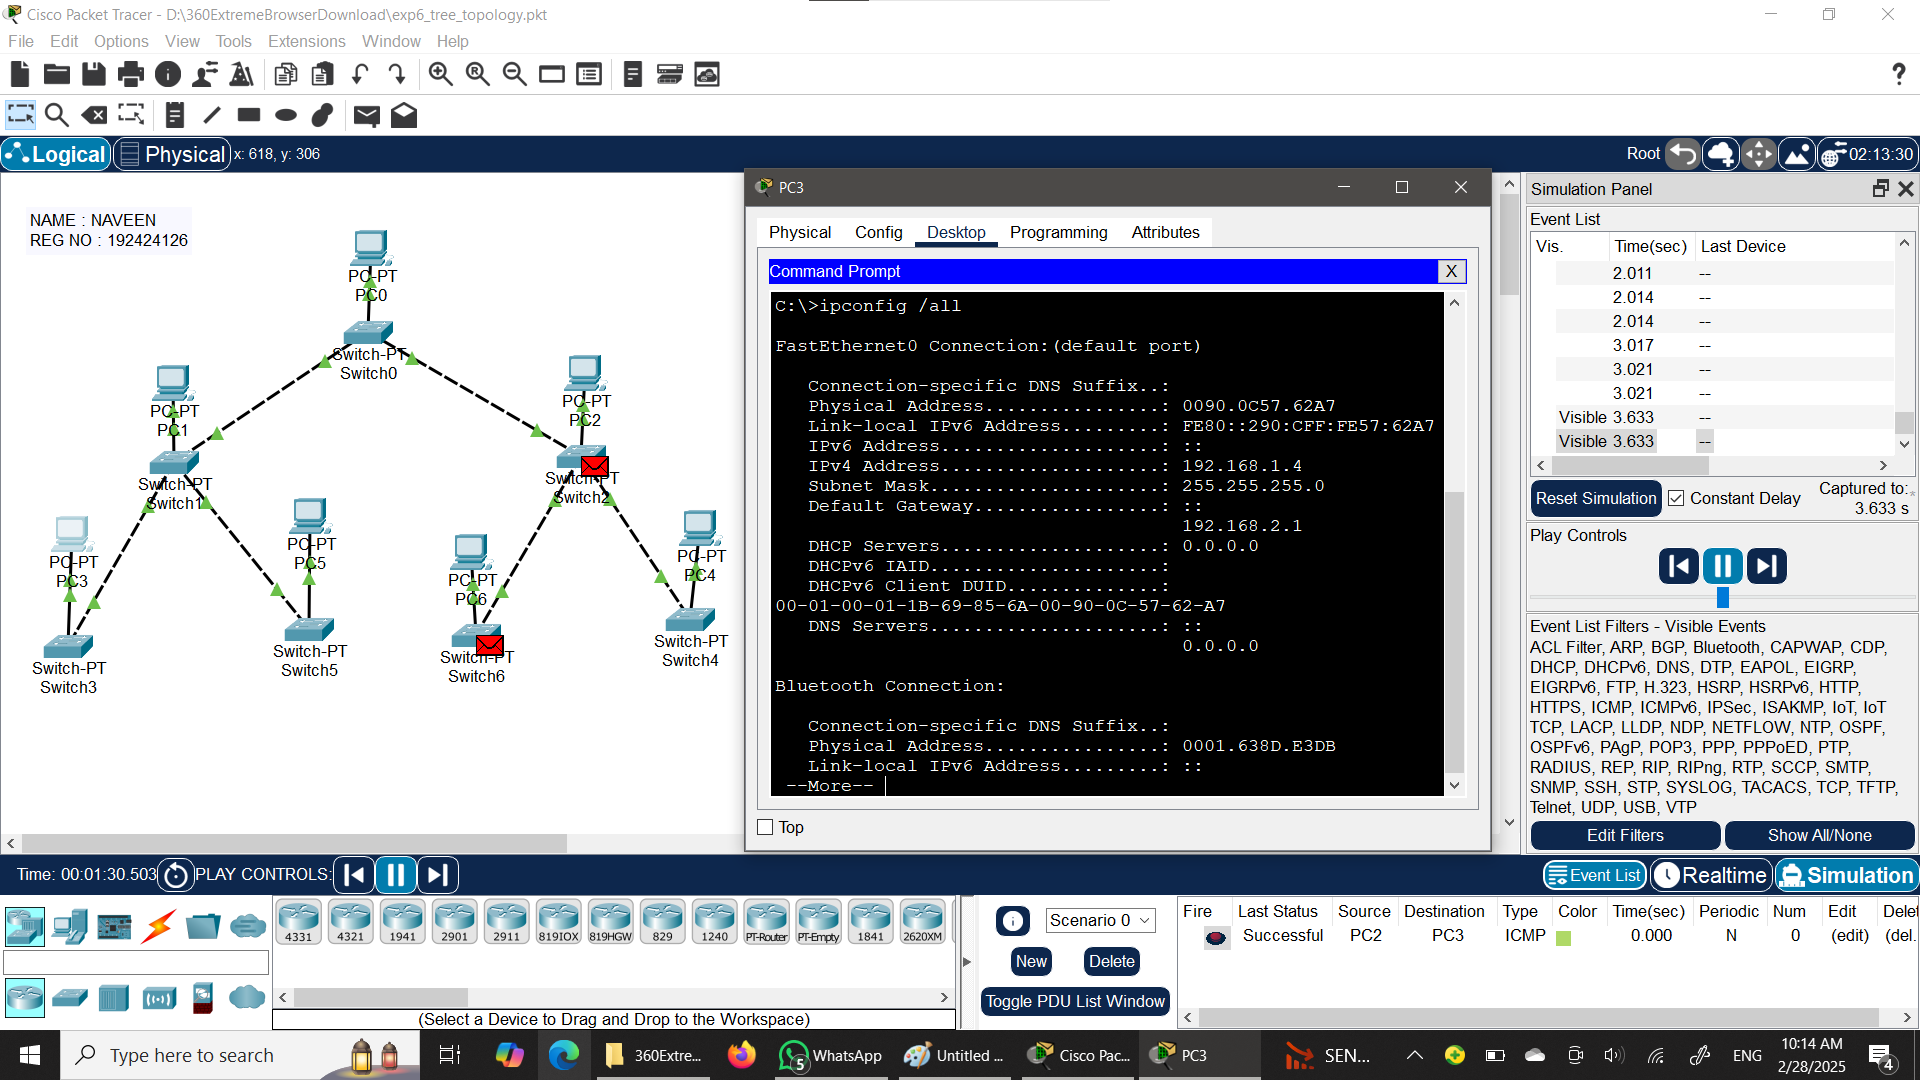 Cisco Packet Tracer - D:\360ExtremeBrowserDownload\exp6_tree_topology.pkt
File Edit Options View Tools Extensions Window Help
Logical Physical x: 618, y: 306
Root 02:13:30
NAME : NAVEEN
REG NO : 192424126
PC-PT
PC0
Switch-PT
Switch0
PC-PT
PC1
Switch-PT
Switch1
PC-PT
PC2
Switch-PT
Switch2
PC-PT
PC3
Switch-PT
Switch3
PC-PT
PC5
Switch-PT
Switch5
PC-PT
PC6
Switch-PT
Switch6
PC-PT
PC4
Switch-PT
Switch4
PC3
Physical Config Desktop Programming Attributes
Command Prompt X
C:\>ipconfig /all
FastEthernet0 Connection:(default port)
Connection-specific DNS Suffix..:
Physical Address................: 0090.0C57.62A7
Link-local IPv6 Address.........: FE80::290:CFF:FE57:62A7
IPv6 Address....................: ::
IPv4 Address....................: 192.168.1.4
Subnet Mask.....................: 255.255.255.0
Default Gateway.................: ::
192.168.2.1
DHCP Servers....................: 0.0.0.0
DHCPv6 IAID.....................:
DHCPv6 Client DUID..............:
00-01-00-01-1B-69-85-6A-00-90-0C-57-62-A7
DNS Servers.....................: ::
0.0.0.0
Bluetooth Connection:
Connection-specific DNS Suffix..:
Physical Address................: 0001.638D.E3DB
Link-local IPv6 Address.........: ::
--More--
Top
Simulation Panel
Event List
Vis. Time(sec) Last Device
2.011 --
2.014 --
2.014 --
3.017 --
3.021 --
3.021 --
Visible 3.633 --
Visible 3.633 --
Reset Simulation Constant Delay Captured to:*
3.633 s
Play Controls
Event List Filters - Visible Events
ACL Filter, ARP, BGP, Bluetooth, CAPWAP, CDP,
DHCP, DHCPv6, DNS, DTP, EAPOL, EIGRP,
EIGRPv6, FTP, H.323, HSRP, HSRPv6, HTTP,
HTTPS, ICMP, ICMPv6, IPSec, ISAKMP, IoT, IoT
TCP, LACP, LLDP, NDP, NETFLOW, NTP, OSPF,
OSPFv6, PAgP, POP3, PPP, PPPoED, PTP,
RADIUS, REP, RIP, RIPng, RTP, SCCP, SMTP,
SNMP, SSH, STP, SYSLOG, TACACS, TCP, TFTP,
Telnet, UDP, USB, VTP
Edit Filters Show All/None
Time: 00:01:30.503 PLAY CONTROLS:
Event List Realtime Simulation
4331 4321 1941 2901 2911 819IOX 819HGW 829 1240 PT-Router PT-Empty 1841 2620XM
(Select a Device to Drag and Drop to the Workspace)
Scenario 0
New Delete
Toggle PDU List Window
Fire Last Status Source Destination Type Color Time(sec) Periodic Num Edit Delet
Successful PC2 PC3 ICMP 0.000 N 0 (edit) (del.
Type here to search
360Extre...
5 WhatsApp
Untitled ...
Cisco Pac...
PC3
SEN...
ENG
10:14 AM
2/28/2025
4